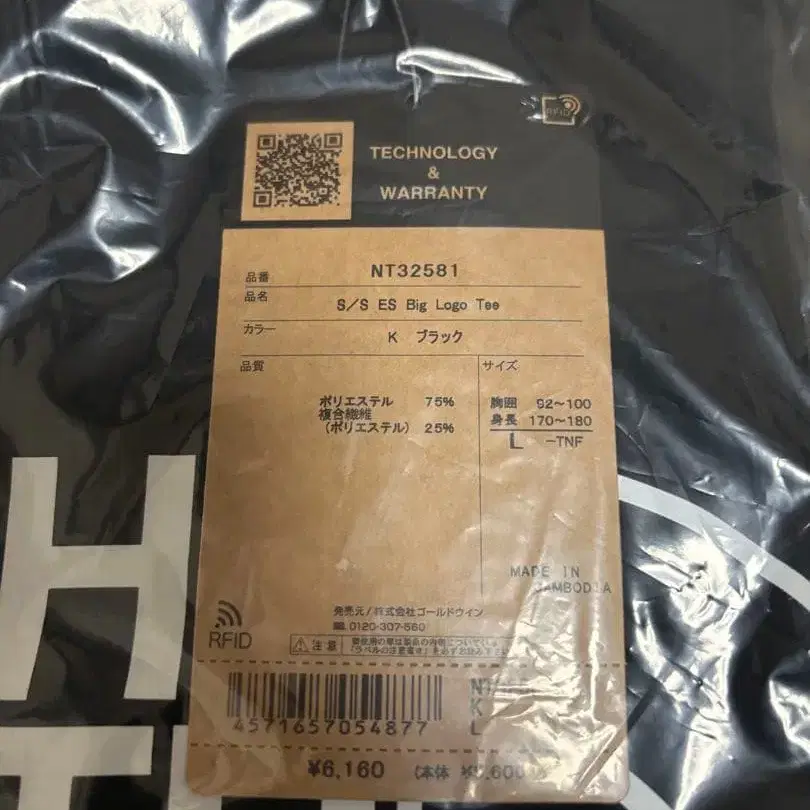 RFID
TECHNOLOGY
&
WARRANTY
品番 NT32581
品名 S/S ES Big Logo Tee
カラー K ブラック
品質
サイズ
ポリエステル 75%
複合繊維
(ポリエステル) 25%
胸囲 92~100
身長 170~180
L -TNF
MADE IN
CAMBODIA
発売元/株式会社ゴールドウイン
0120-307-560
RFID
注意
4571657054877
K
L
¥6,160 (本体
H